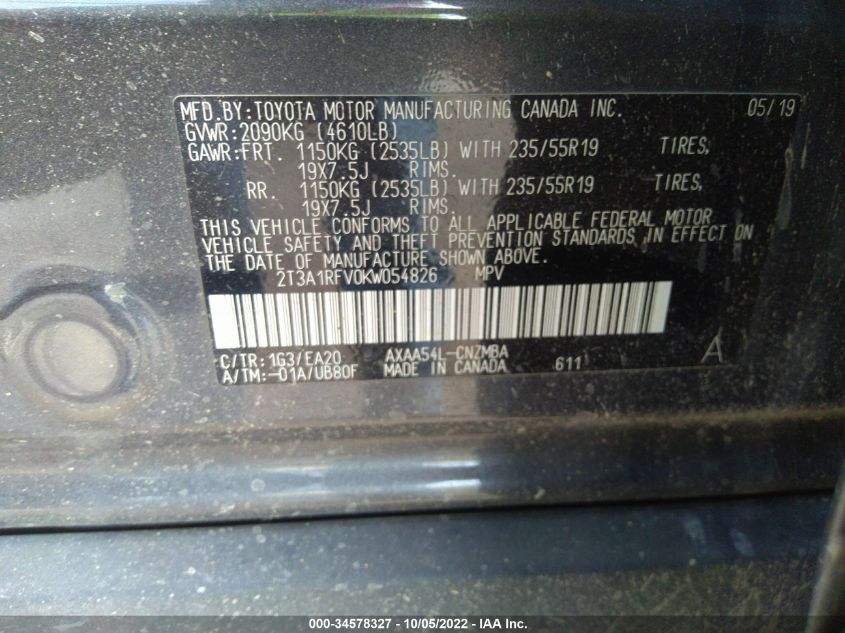 MFD.BY:TOYOTA MOTOR MANUFACTURING CANADA INC. 05/19
GVWR:2090KG (4610LB)
GAWR:FRT. 1150KG (2535LB) WITH 235/55R19 TIRES,
19X7.5J RIMS.
RR. 1150KG (2535LB) WITH 235/55R19 TIRES,
19X7.5J RIMS.
THIS VEHICLE CONFORMS TO ALL APPLICABLE FEDERAL MOTOR
VEHICLE SAFETY AND THEFT PREVENTION STANDARDS IN EFFECT ON
THE DATE OF MANUFACTURE SHOWN ABOVE.
2T3A1RFV0KW054826 MPV
C/TR:1G3/EA20 AXAA54L-CNZMBA A
A/TM:-01A/UB80F MADE IN CANADA 611
000-34578327 - 10/05/2022 - IAA Inc.